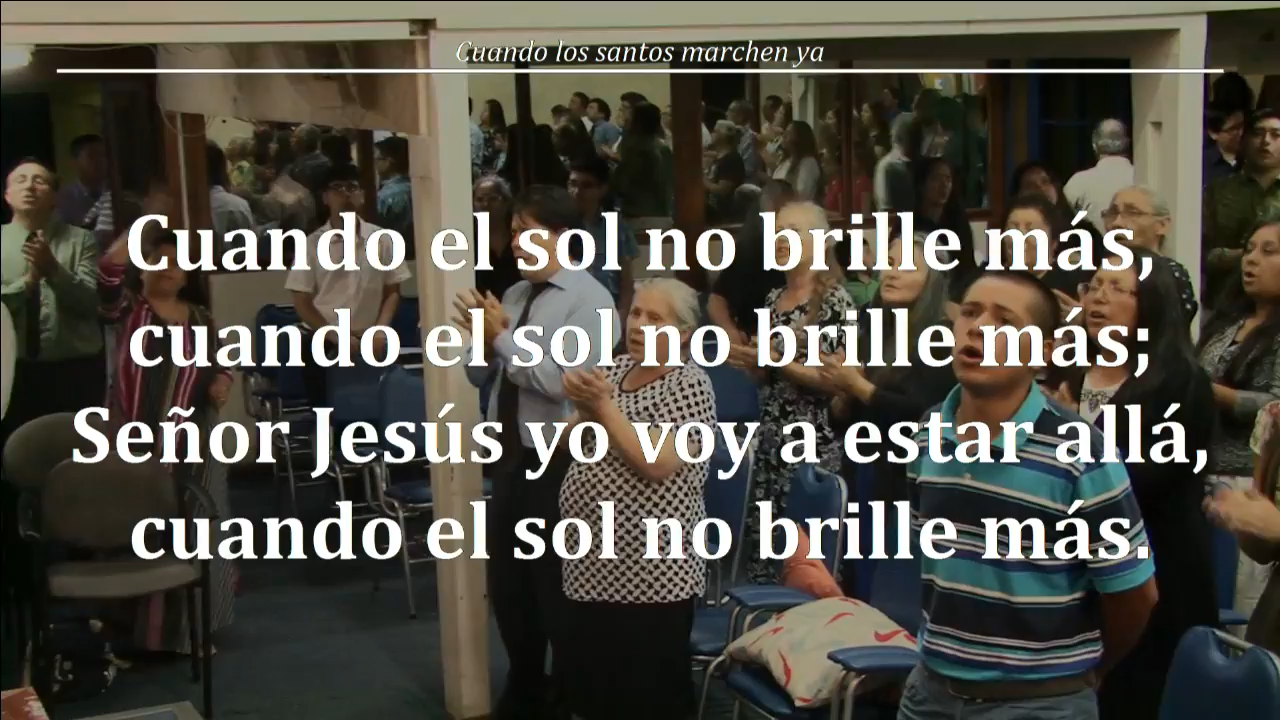 Cuando los santos marchen ya
Cuando el sol no brille más,
cuando el sol no brille más;
Señor Jesús yo voy a estar allá,
cuando el sol no brille más.